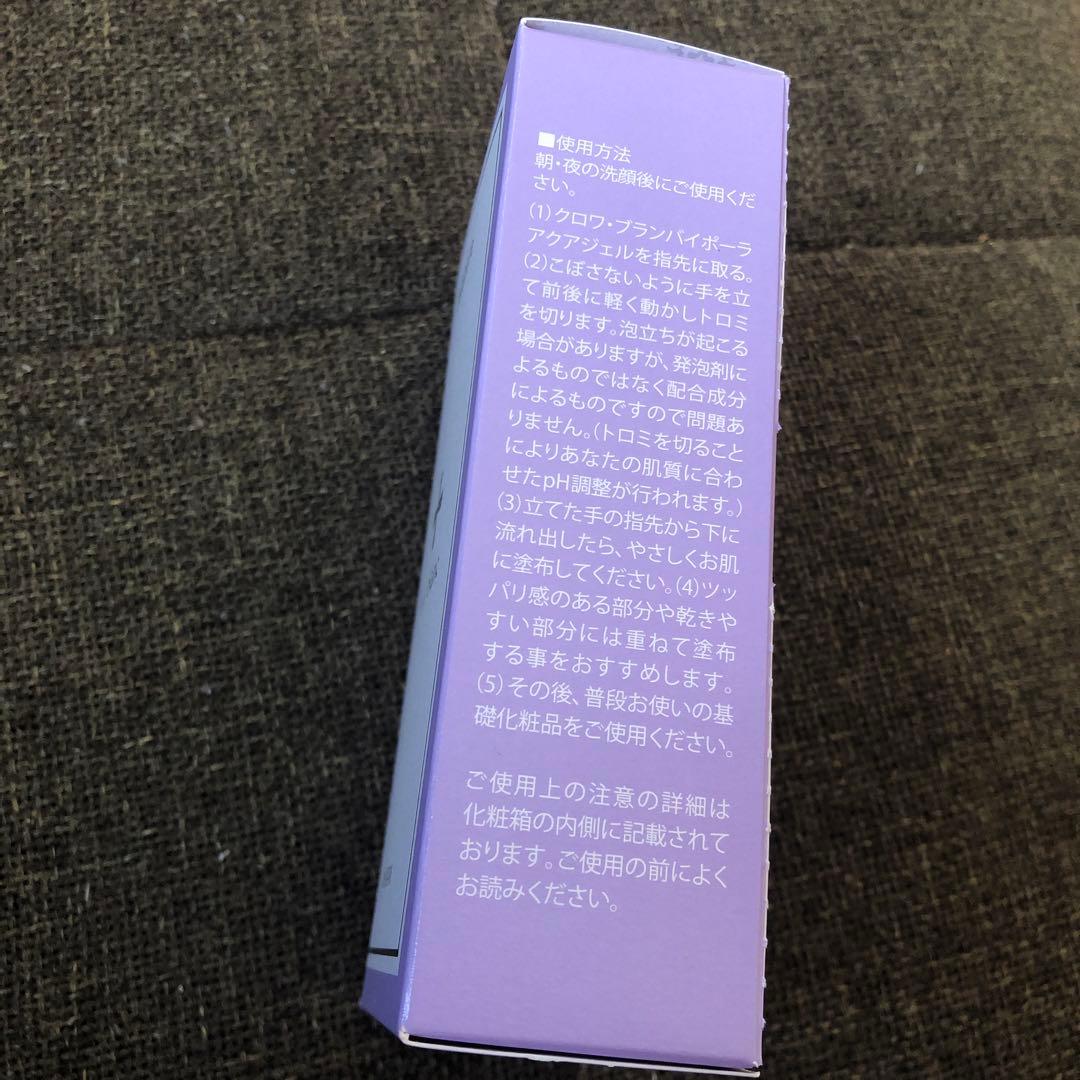 ■使用方法
朝・夜の洗顔後にご使用くだ
さい。
(1)クロワ・ブランバイポーラ
アクアジェルを指先に取る。
(2)こぼさないように手を立
て前後に軽く動かしトロミ
を切ります。泡立ちが起こる
場合がありますが、発泡剤に
よるものではなく配合成分
によるものですので問題あ
りません。(トロミを切ること
によりあなたの肌質に合わ
せたpH調整が行われます。)
(3)立てた手の指先から下に
流れ出したら、やさしくお肌
に塗布してください。(4)ツッ
パリ感のある部分や乾きや
すい部分には重ねて塗布
する事をおすすめします。
(5)その後、普段お使いの基
礎化粧品をご使用ください。
ご使用上の注意の詳細は
化粧箱の内側に記載されて
おります。ご使用の前によく
お読みください。